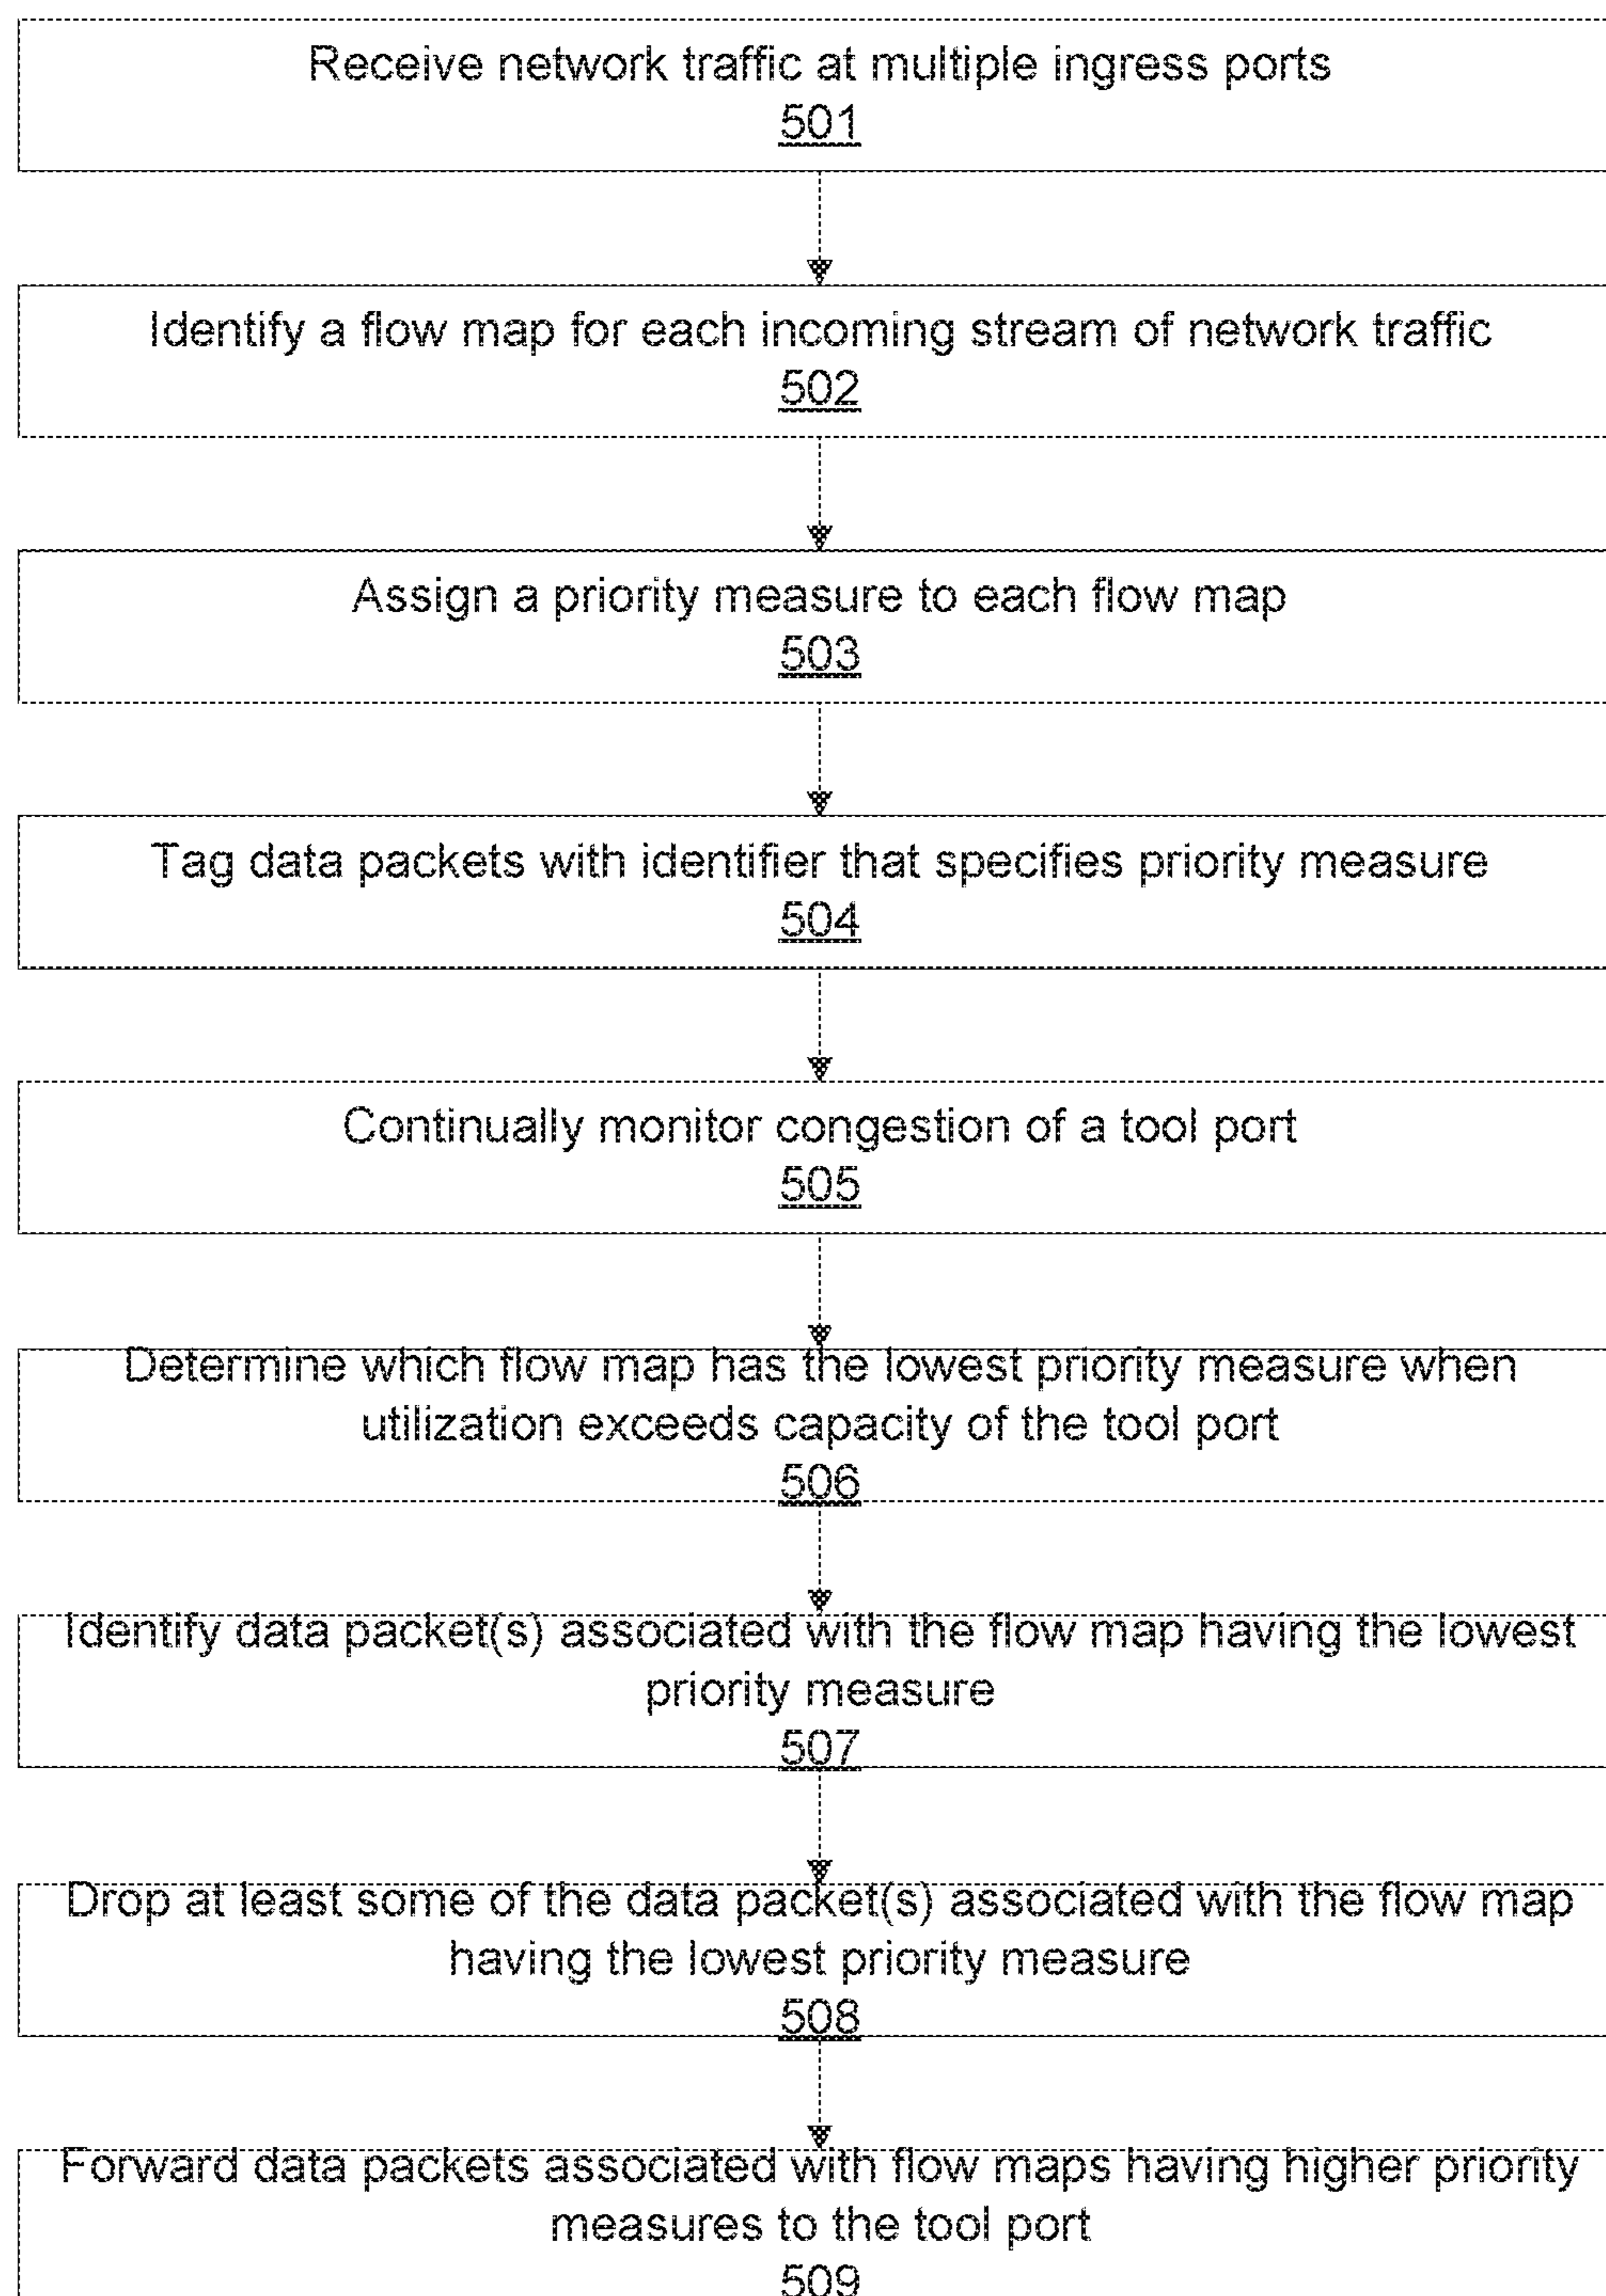 Receive network traffic at multiple ingress ports
501
Identify a flow map for each incoming stream of network traffic
502
Assign a priority measure to each flow map
503
Tag data packets with identifier that specifies priority measure
504
Continually monitor congestion of a tool port
505
Determine which flow map has the lowest priority measure when
utilization exceeds capacity of the tool port
506
Identify data packet(s) associated with the flow map having the lowest
priority measure
507
Drop at least some of the data packet(s) associated with the flow map
having the lowest priority measure
508
Forward data packets associated with flow maps having higher priority
measures to the tool port
509